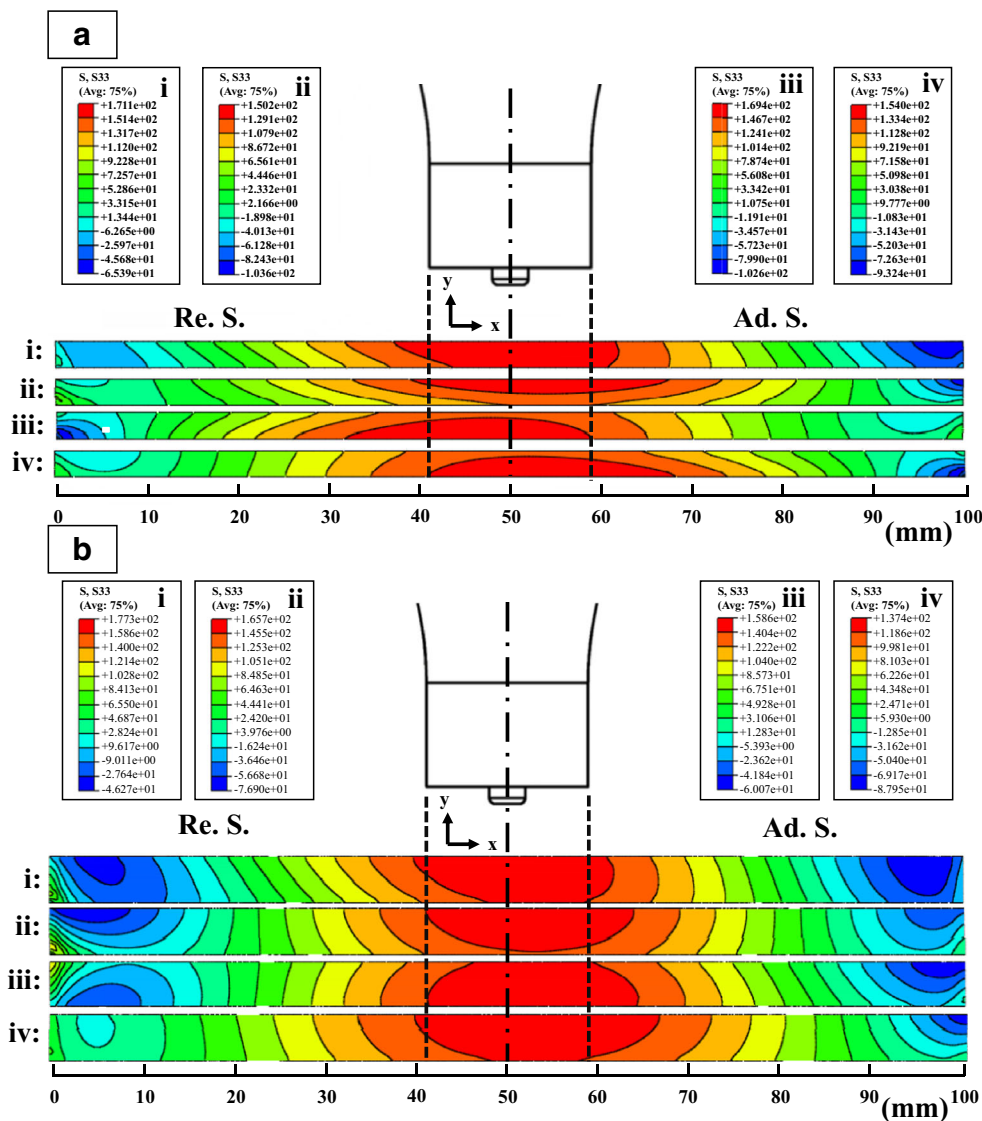 a
S, S33 i
(Avg: 75%)
+1.711e+02
+1.514e+02
+1.317e+02
+1.120e+02
+9.228e+01
+7.257e+01
+5.286e+01
+3.315e+01
+1.344e+01
-6.265e+00
-2.597e+01
-4.568e+01
-6.539e+01
S, S33 ii
(Avg: 75%)
+1.502e+02
+1.291e+02
+1.079e+02
+8.672e+01
+6.561e+01
+4.446e+01
+2.332e+01
+2.166e+00
-1.898e+01
-4.013e+01
-6.128e+01
-8.243e+01
-1.036e+02
S, S33 iii
(Avg: 75%)
+1.694e+02
+1.467e+02
+1.241e+02
+1.014e+02
+7.874e+01
+5.608e+01
+3.342e+01
+1.075e+01
-1.191e+01
-3.457e+01
-5.723e+01
-7.990e+01
-1.026e+02
S, S33 iv
(Avg: 75%)
+1.540e+02
+1.334e+02
+1.128e+02
+9.219e+01
+7.158e+01
+5.098e+01
+3.038e+01
+9.777e+00
-1.083e+01
-3.143e+01
-5.203e+01
-7.263e+01
-9.324e+01
y
x
Re. S. Ad. S.
i:
ii:
iii:
iv:
0 10 20 30 40 50 60 70 80 90 100
(mm)
b
S, S33 i
(Avg: 75%)
+1.773e+02
+1.586e+02
+1.400e+02
+1.214e+02
+1.028e+02
+8.413e+01
+6.550e+01
+4.687e+01
+2.824e+01
+9.617e+00
-9.011e+00
-2.764e+01
-4.627e+01
S, S33 ii
(Avg: 75%)
+1.657e+02
+1.455e+02
+1.253e+02
+1.051e+02
+8.485e+01
+6.463e+01
+4.441e+01
+2.420e+01
+3.976e+00
-1.624e+01
-3.646e+01
-5.668e+01
-7.690e+01
S, S33 iii
(Avg: 75%)
+1.586e+02
+1.404e+02
+1.222e+02
+1.040e+02
+8.573e+01
+6.751e+01
+4.928e+01
+3.106e+01
+1.283e+01
-5.393e+00
-2.362e+01
-4.184e+01
-6.007e+01
S, S33 iv
(Avg: 75%)
+1.374e+02
+1.186e+02
+9.981e+01
+8.103e+01
+6.226e+01
+4.348e+01
+2.471e+01
+5.930e+00
-1.285e+01
-3.162e+01
-5.040e+01
-6.917e+01
-8.795e+01
y
x
Re. S. Ad. S.
i:
ii:
iii:
iv:
0 10 20 30 40 50 60 70 80 90 100
(mm)